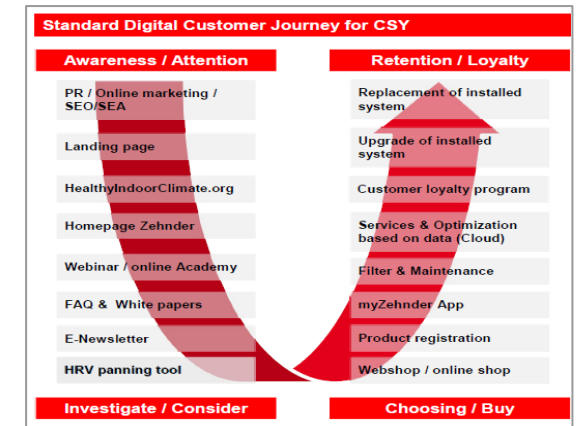 Standard Digital Customer Journey for CSY
Awareness / Attention
PR / Online marketing /
SEO/SEA
Landing page
HealthyIndoorClimate.org
Homepage Zehnder
Webinar / online Academy
FAQ & White papers
E-Newsletter
HRV panning tool
Investigate / Consider
Retention / Loyalty
Replacement of installed
system
Upgrade of installed
system
Customer loyalty program
Services & Optimization
based on data (Cloud)
Filter & Maintenance
myZehnder App
Product registration
Webshop / online shop
Choosing / Buy